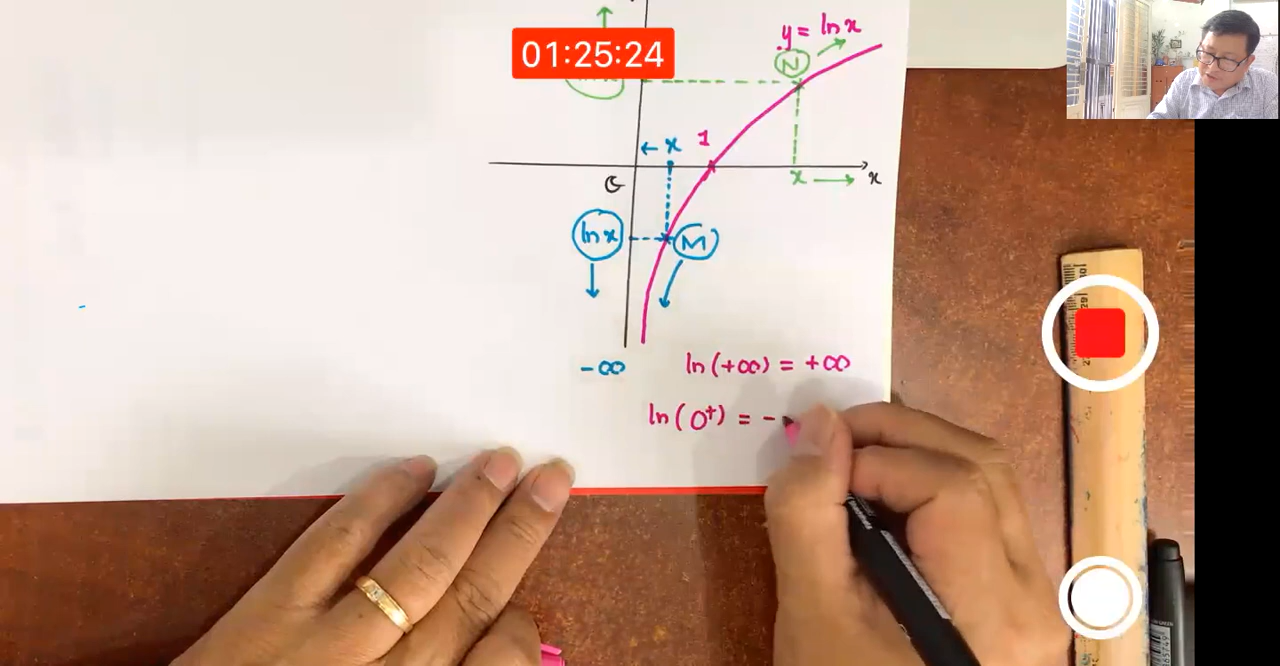 01:25:24
y = ln x
N
← x
1
O
x
x
ln x
M
-∞
ln(+∞) = +∞
ln(0⁺) = -